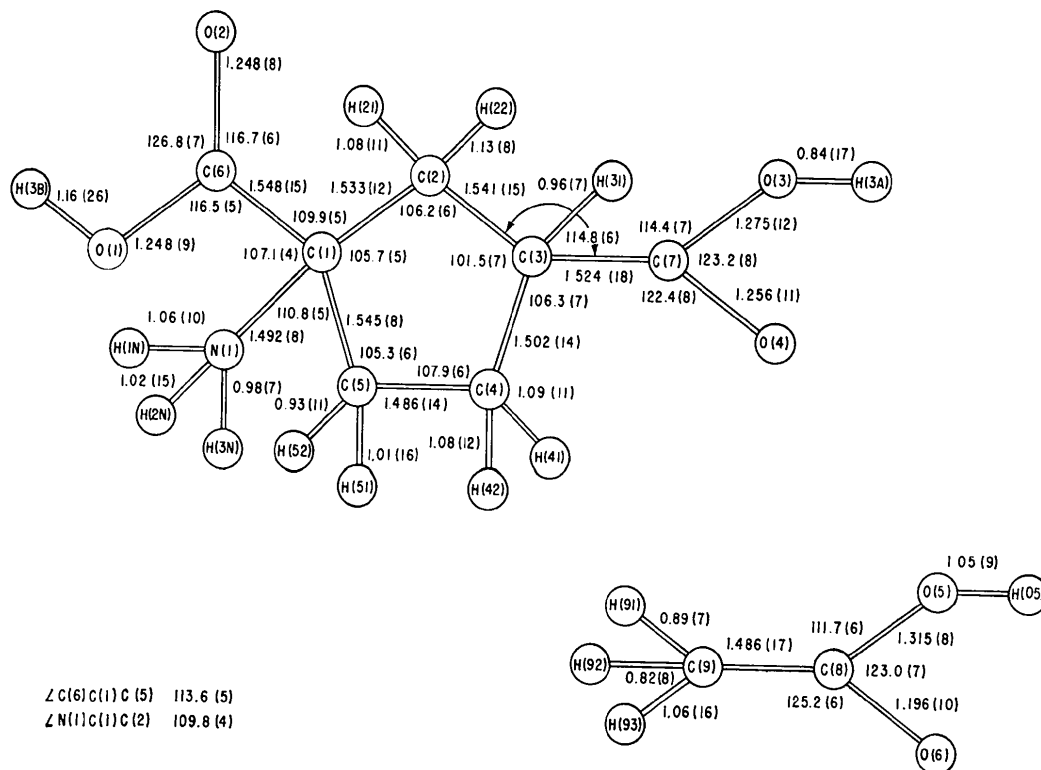 O(2)
1.248 (8)
H(21)
H(22)
126.8 (7)
116.7 (6)
1.08 (11)
1.13 (8)
0.84 (17)
H(3B)
C(6)
C(2)
H(31)
O(3)
H(3A)
1.16 (26)
1.548 (15)
1.533 (12)
1.541 (15)
0.96 (7)
116.5 (5)
109.9 (5)
106.2 (6)
114.4 (7)
1.275 (12)
O(1)
1.248 (9)
107.1 (4)
C(1)
105.7 (5)
101.5 (7)
C(3)
114.8 (6)
C(7)
123.2 (8)
1.524 (18)
106.3 (7)
122.4 (8)
1.256 (11)
1.06 (10)
110.8 (5)
1.545 (8)
1.502 (14)
O(4)
H(1N)
N(1)
1.492 (8)
105.3 (6)
107.9 (6)
1.02 (15)
0.98 (7)
C(5)
C(4)
H(2N)
0.93 (11)
1.486 (14)
1.09 (11)
H(3N)
H(52)
1.01 (16)
1.08 (12)
H(41)
H(51)
H(42)
1.05 (9)
H(91)
O(5)
H(05
0.89 (7)
111.7 (6)
1.315 (8)
1.486 (17)
H(92)
0.82 (8)
C(9)
C(8)
123.0 (7)
∠C(6)C(1)C(5) 113.6 (5)
1.06 (16)
125.2 (6)
1.196 (10)
∠N(1)C(1)C(2) 109.8 (4)
H(93)
O(6)